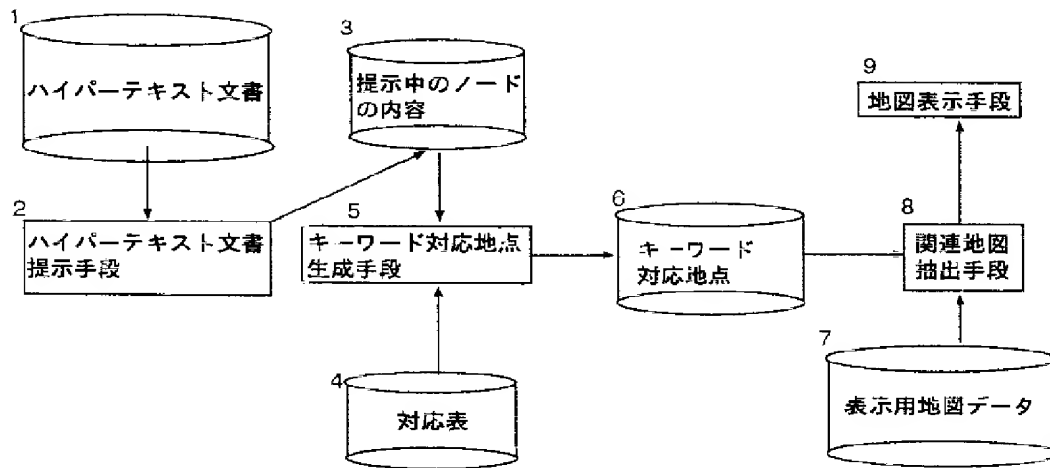 1
ハイパーテキスト文書
2
ハイパーテキスト文書
提示手段
3
提示中のノード
の内容
4
対応表
5
キーワード対応地点
生成手段
6
キーワード
対応地点
7
表示用地図データ
8
関連地図
抽出手段
9
地図表示手段